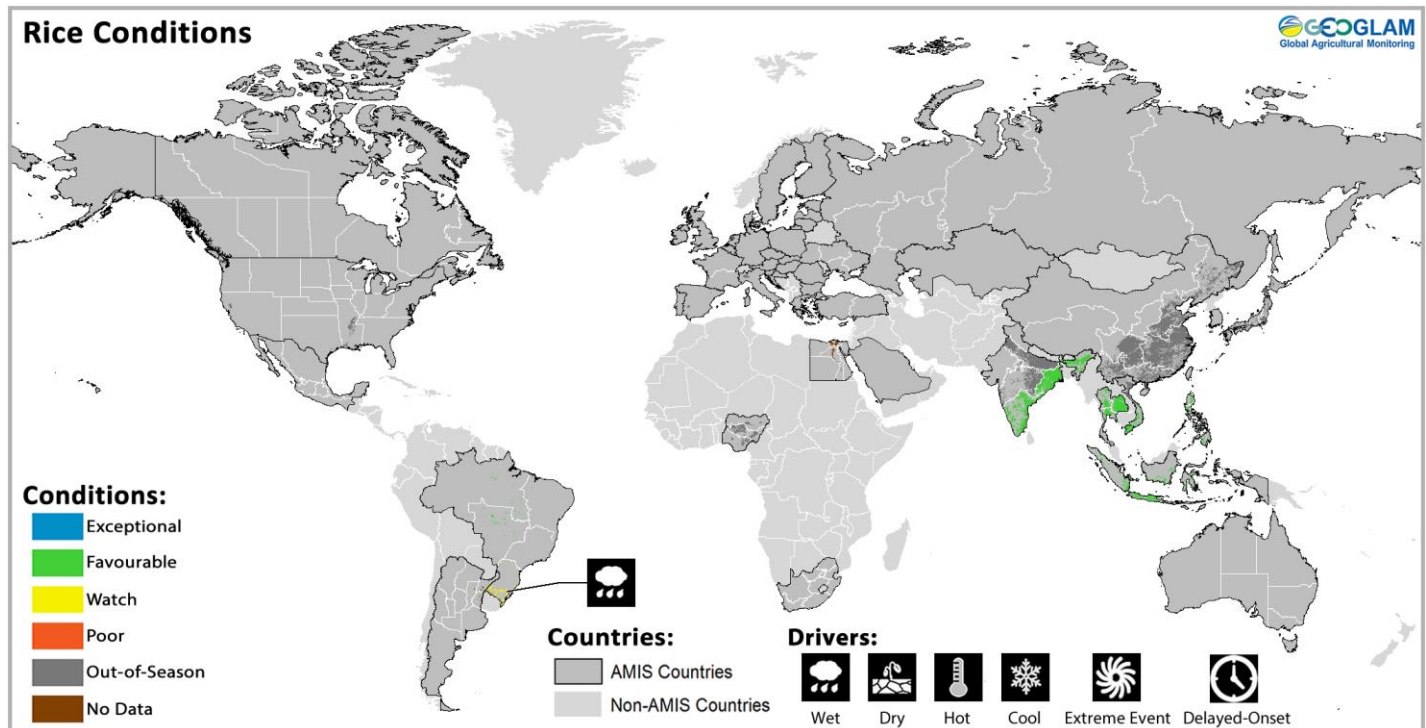 Rice Conditions
GEOGLAM
Global Agricultural Monitoring
Conditions:
Exceptional
Favourable
Watch
Poor
Out-of-Season
No Data
Countries:
AMIS Countries
Non-AMIS Countries
Drivers:
Wet
Dry
Hot
Cool
Extreme Event
Delayed-Onset